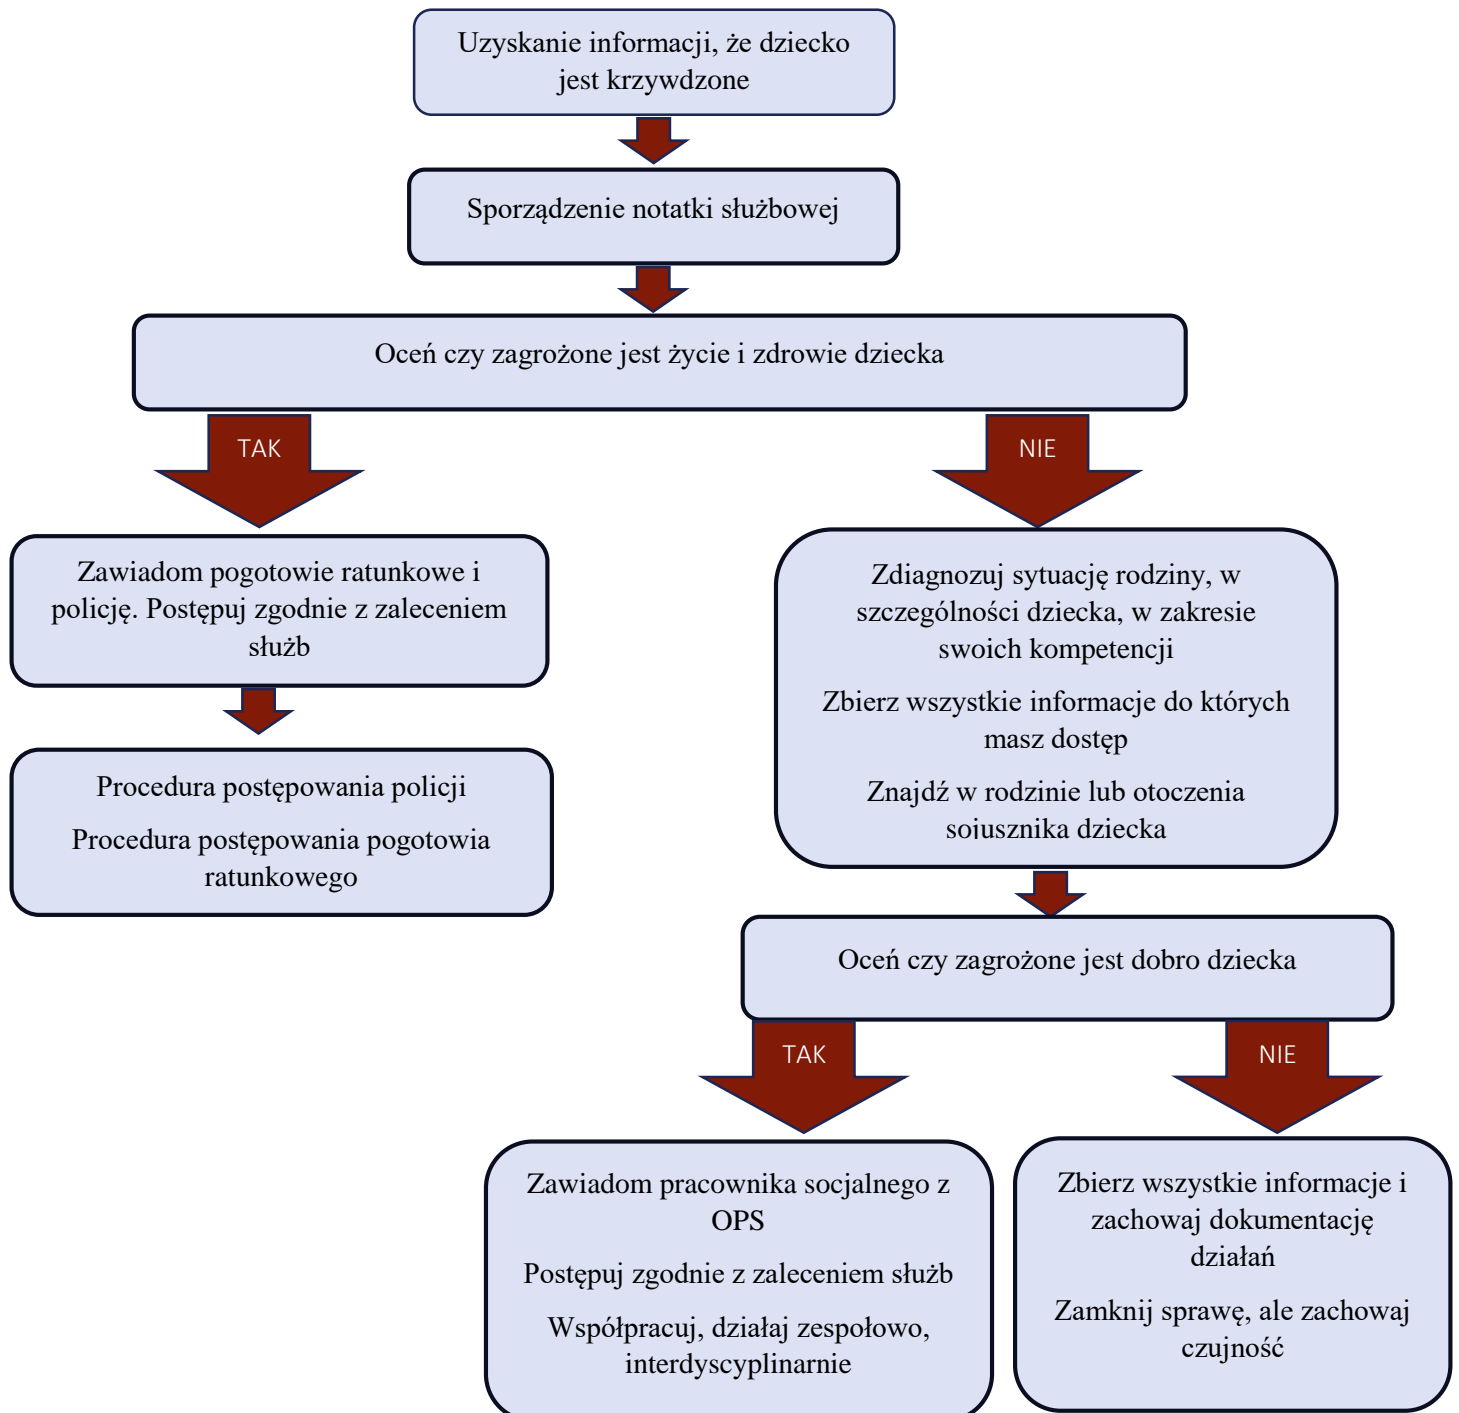 Uzyskanie informacji, że dziecko
jest krzywdzone
Sporządzenie notatki służbowej
Oceń czy zagrożone jest życie i zdrowie dziecka
TAK
NIE
Zawiadom pogotowie ratunkowe i
policję. Postępuj zgodnie z zaleceniem
służb
Procedura postępowania policji
Procedura postępowania pogotowia
ratunkowego
Zdiagnozuj sytuację rodziny, w
szczególności dziecka, w zakresie
swoich kompetencji
Zbierz wszystkie informacje do których
masz dostęp
Znajdź w rodzinie lub otoczenia
sojusznika dziecka
Oceń czy zagrożone jest dobro dziecka
TAK
NIE
Zawiadom pracownika socjalnego z
OPS
Postępuj zgodnie z zaleceniem służb
Współpracuj, działaj zespołowo,
interdyscyplinarnie
Zbierz wszystkie informacje i
zachowaj dokumentację
działań
Zamknij sprawę, ale zachowaj
czujność